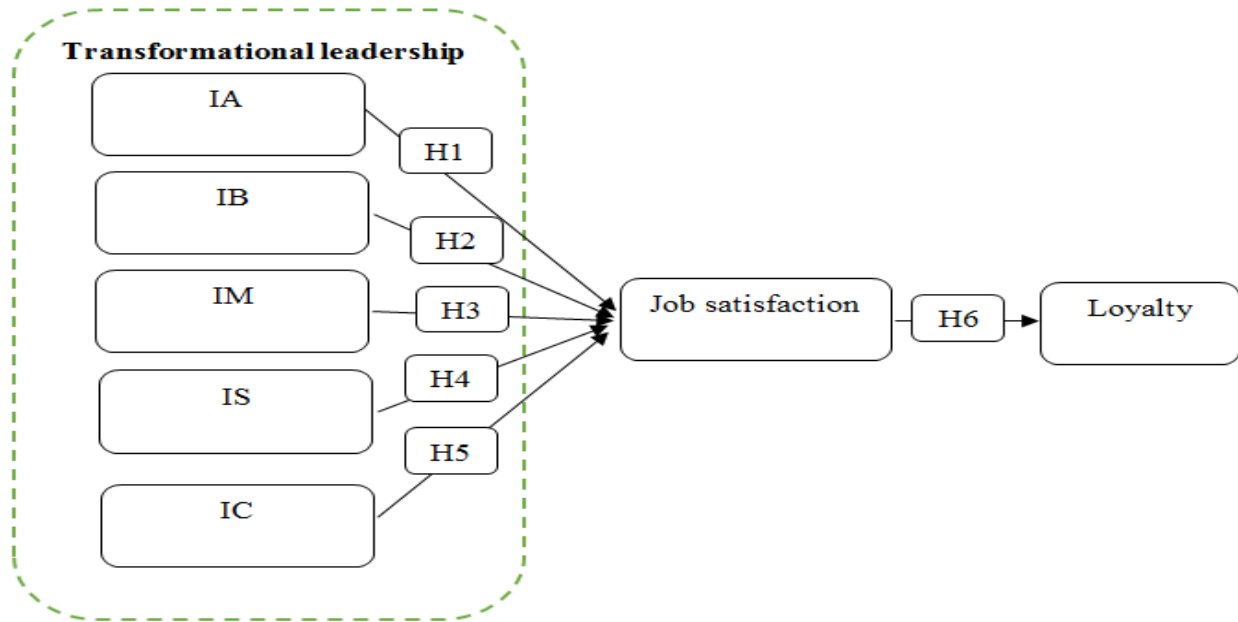 Transformational leadership
IA
H1
IB
H2
IM
H3
IS
H4
IC
H5
Job satisfaction
H6
Loyalty